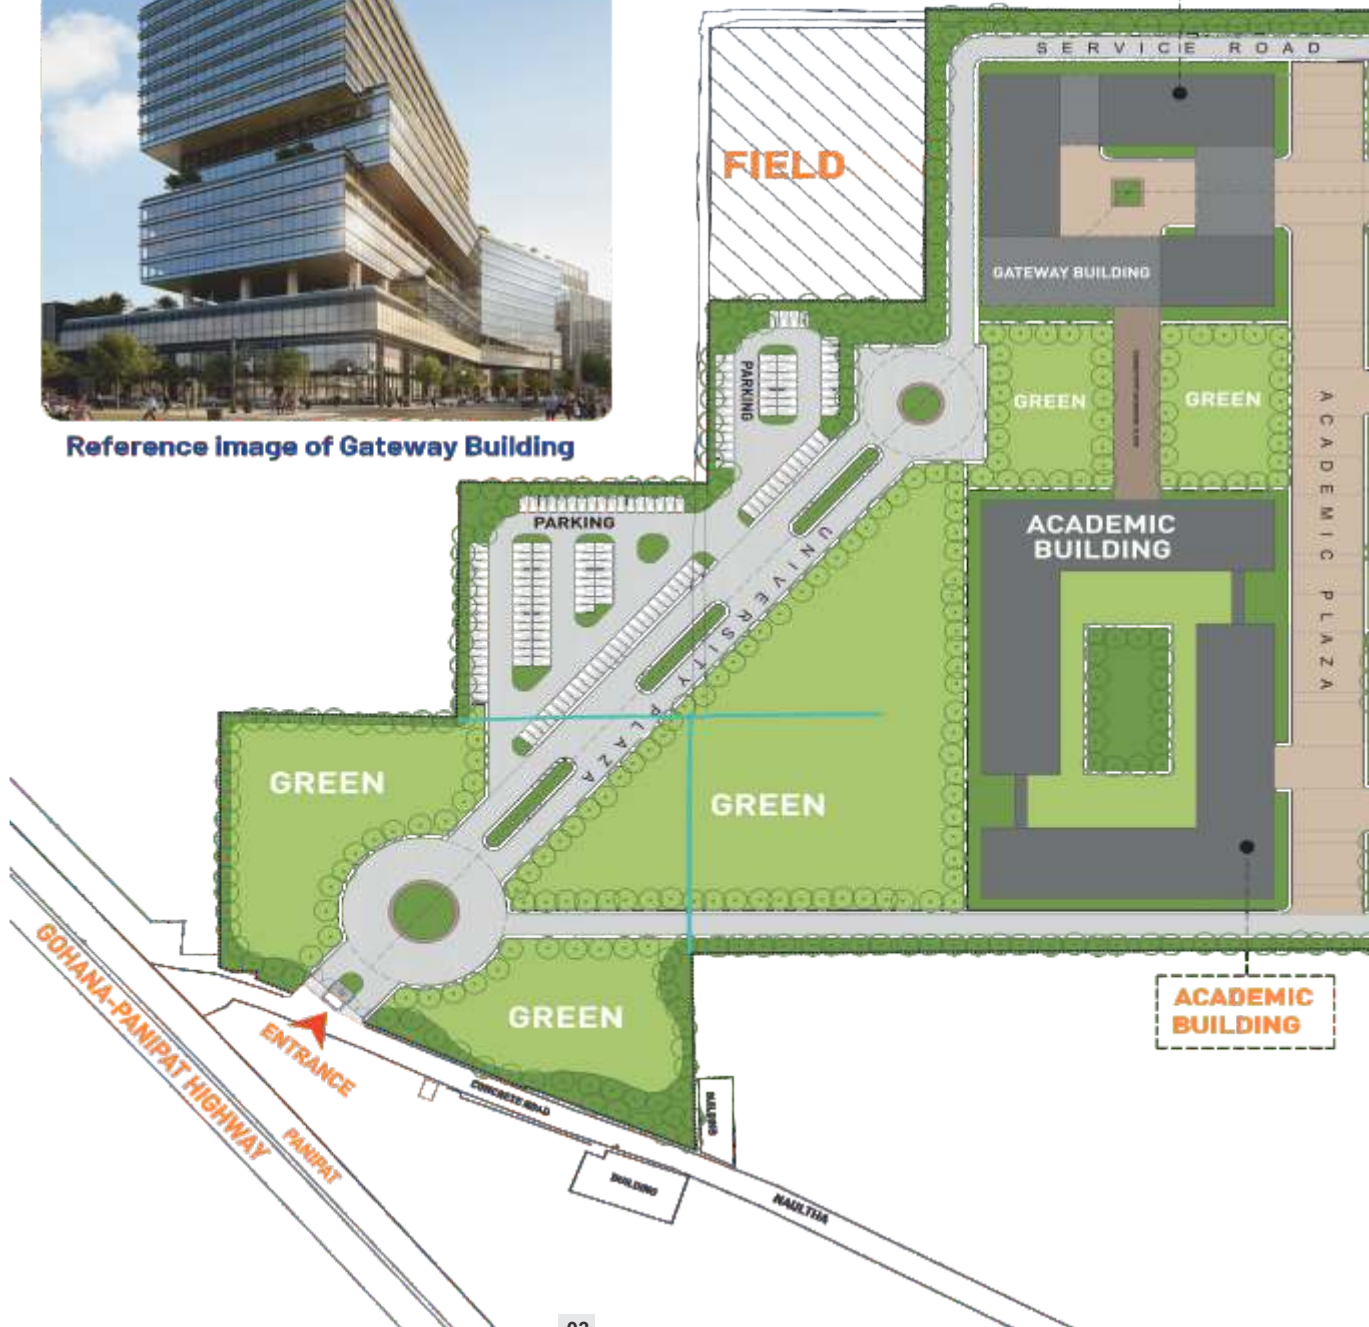 SERVICE ROAD
FIELD
GATEWAY BUILDING
PARKING
GREEN
GREEN
Reference image of Gateway Building
ACADEMIC PLAZA
PARKING
ACADEMIC
BUILDING
UNIVERSITY PLAZA
GREEN
GREEN
GOHANA-PANIPAT HIGHWAY
ACADEMIC
BUILDING
GREEN
ENTRANCE
CONCRETE ROAD
BUILDING
PANIPAT
BUILDING
NAULTHA